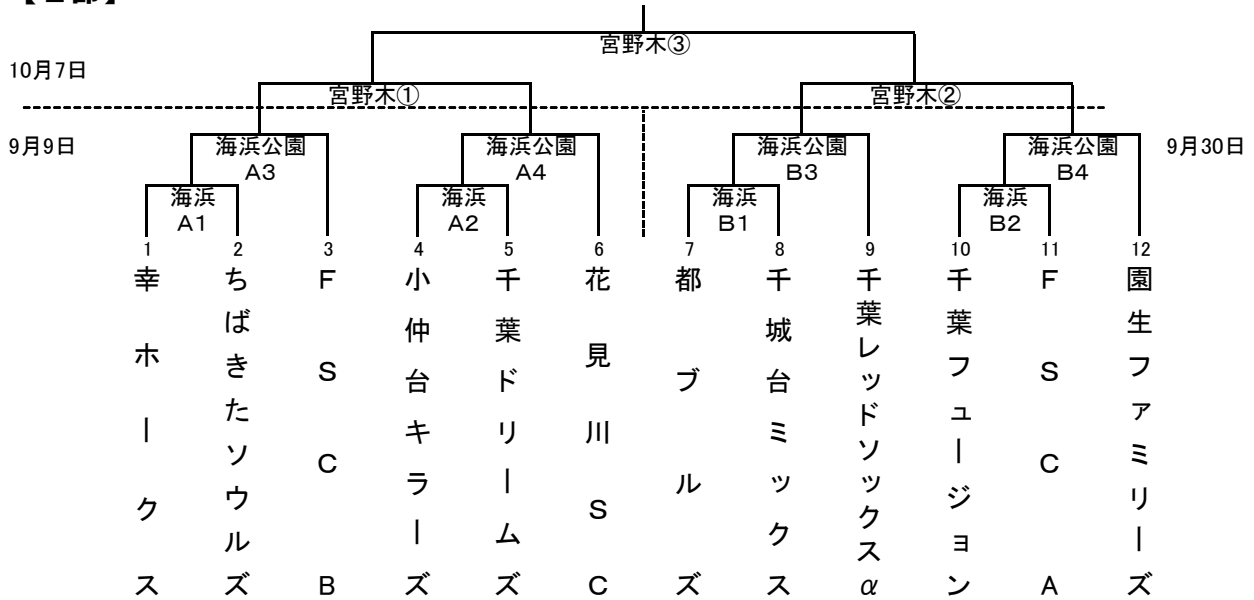 宮野木③
10月7日
宮野木① 宮野木②
9月9日 海浜公園 海浜公園 海浜公園 海浜公園 9月30日
A3 A4 B3 B4
海浜 海浜 海浜 海浜
A1 A2 B1 B2
1 2 3 4 5 6 7 8 9 10 11 12
幸ホークス
ちばきたソウルズ
FSCB
小仲台キラーズ
千葉ドリームズ
花見川SC
都ブルズ
千城台ミックス
千葉レッドソックスα
千葉フュージョン
FSCA
園生ファミリーズ